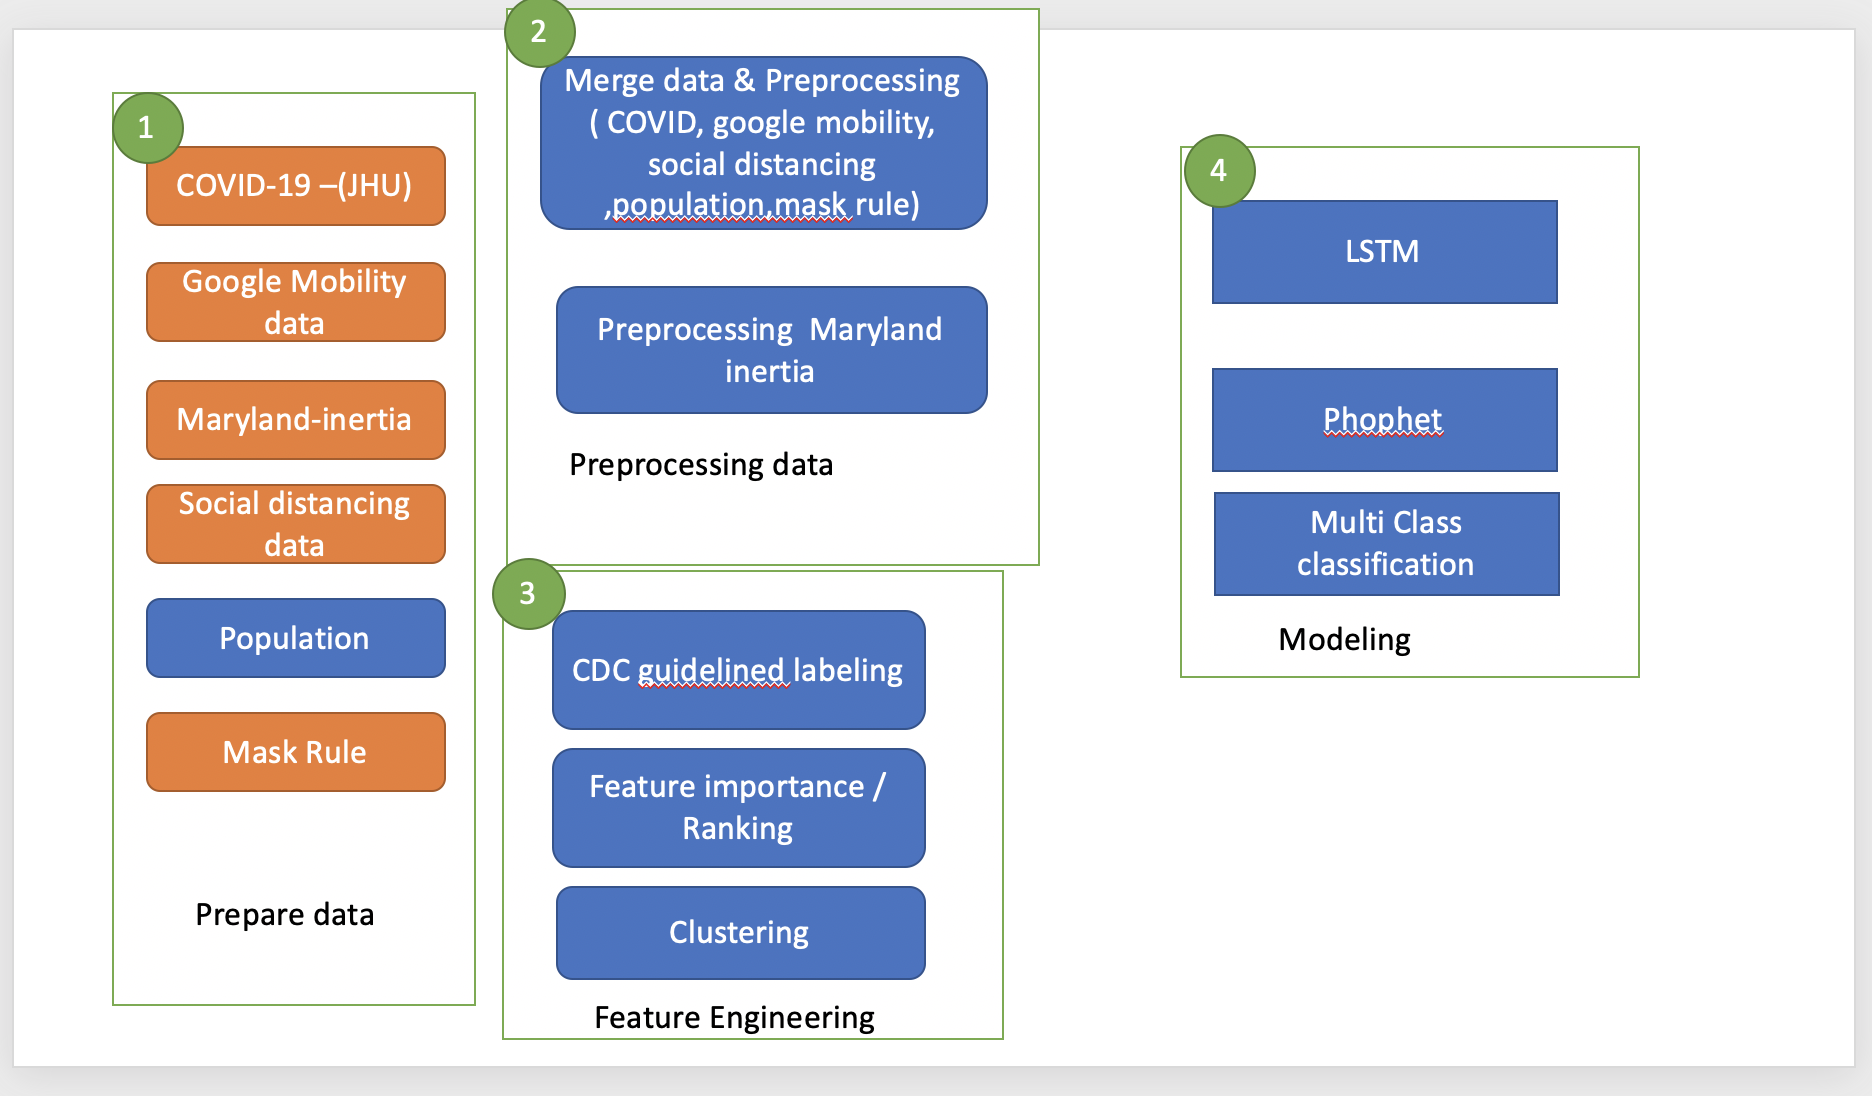 1
COVID-19 –(JHU)
Google Mobility
data
Maryland-inertia
Social distancing
data
Population
Mask Rule
Prepare data
2
Merge data & Preprocessing
( COVID, google mobility,
social distancing
,population,mask rule)
Preprocessing  Maryland
inertia
Preprocessing data
3
CDC guidelined labeling
Feature importance /
Ranking
Clustering
Feature Engineering
4
LSTM
Phophet
Multi Class
classification
Modeling